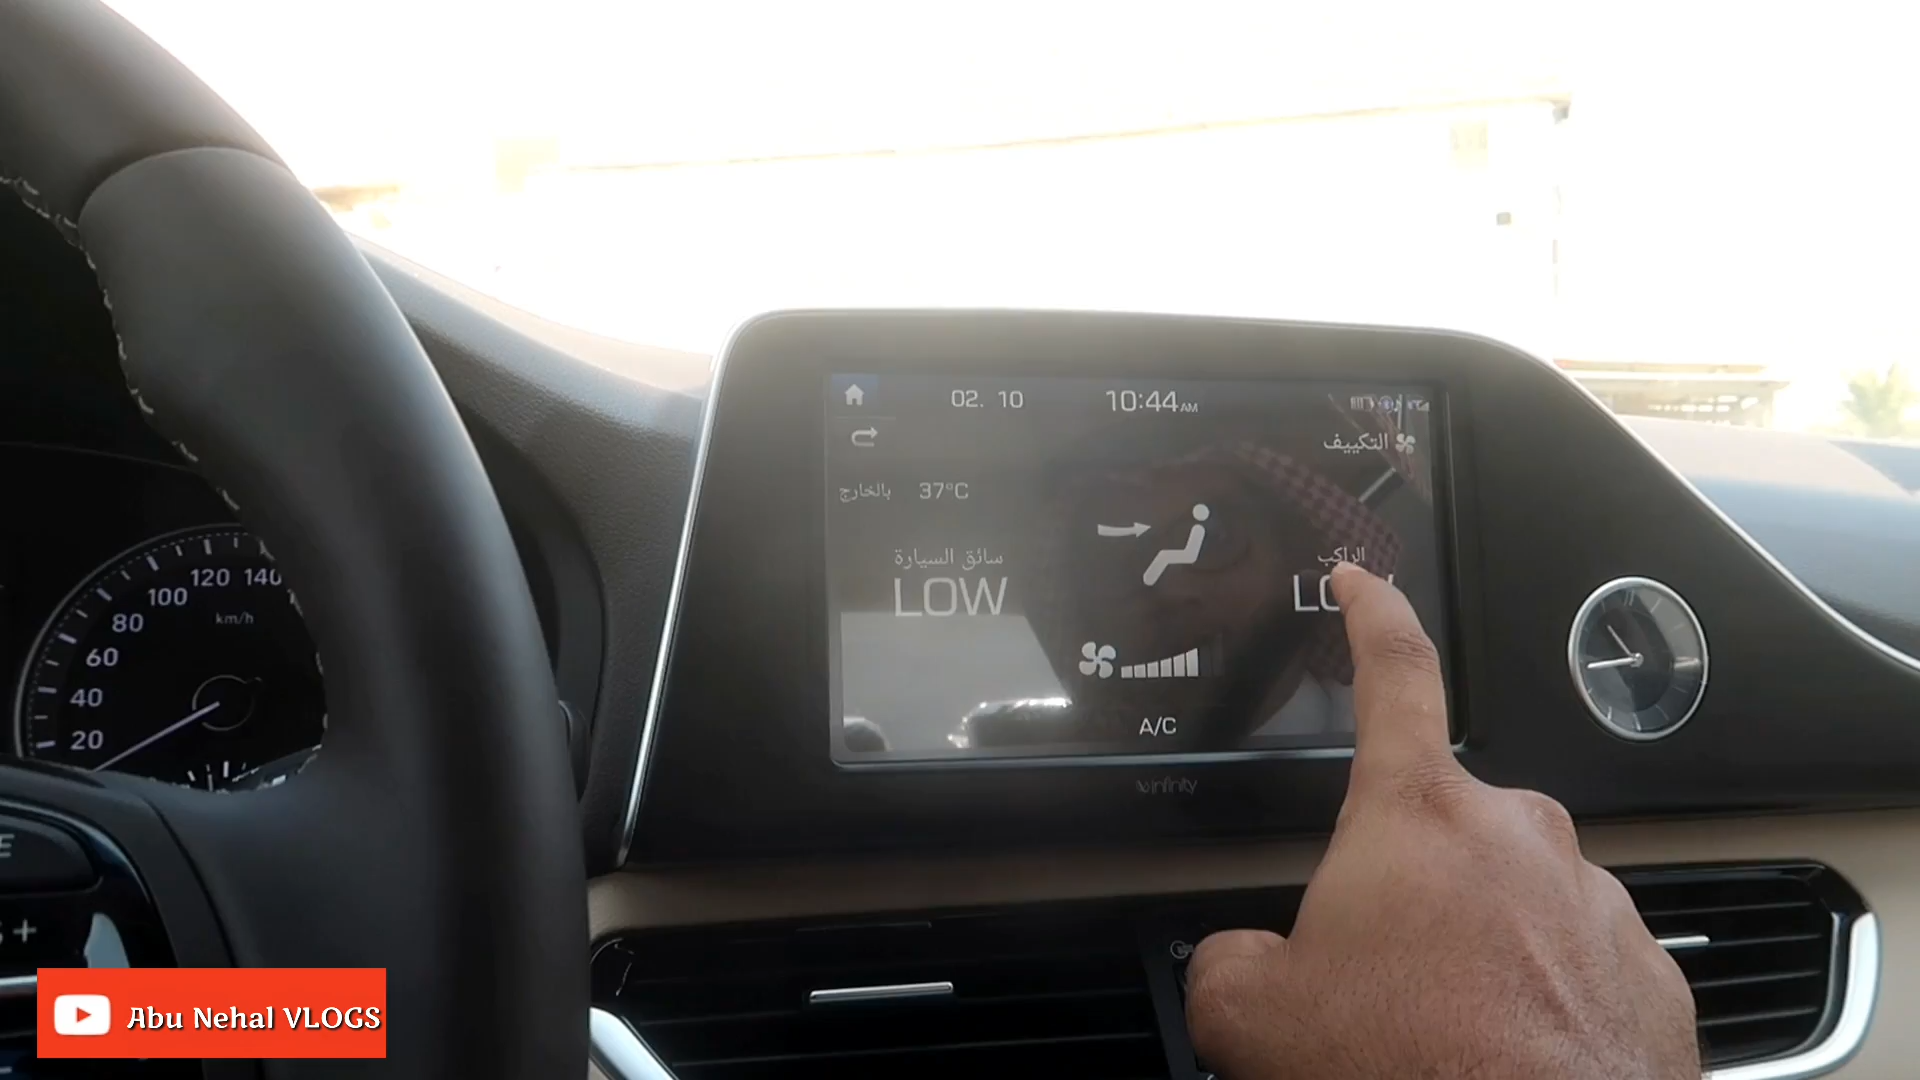 02. 10
10:44AM
التكييف
بالخارج 37°C
سائق السيارة
LOW
الراكب
A/C
infinity
120 140
100
80
km/h
60
40
20
E
S +
Abu Nehal VLOGS